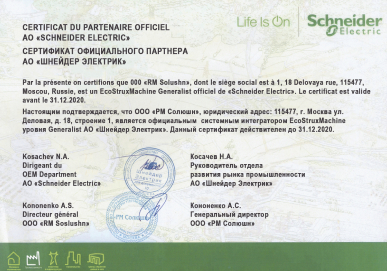 CERTIFICAT DU PARTENAIRE OFFICIEL
AO «SCHNEIDER ELECTRIC»
Life Is On
Schneider
Electric
СЕРТИФИКАТ ОФИЦИАЛЬНОГО ПАРТНЕРА
АО «ШНЕЙДЕР ЭЛЕКТРИК»
Par la présente on certifions que 000 «RM Solushn», dont le siège social est à 1, 18 Delovaya rue, 115477,
Moscou, Russie, est un EcoStruxMachine Generalist officiel de «Schneider Electric». Le certificat est valide
avant le 31.12.2020.
Настоящим подтверждается, что ООО «РМ Солюшн», юридический адрес: 115477, г. Москва ул.
Деловая, д. 18, строение 1, является официальным системным интегратором EcoStruxMachine
уровня Generalist АО «Шнейдер Электрик». Данный сертификат действителен до 31.12.2020.
Kosachev N.A.
Dirigeant du
OEM Department
AO «Schneider Electric»
Косачев Н.А.
Руководитель отдела
развития рынка промышленности
АО «Шнейдер Электрик»
Kononenko A.S.
Directeur général
ООО «RM Soslushn»
Кононенко А.С.
Генеральный директор
ООО «РМ Солюшн»